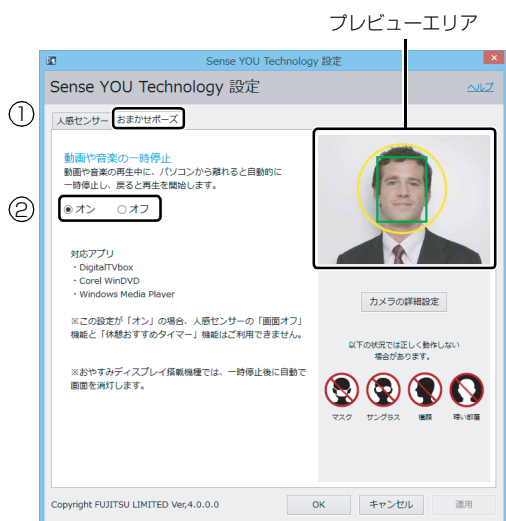 プレビューエリア
Sense YOU Technology 設定
Sense YOU Technology 設定
ヘルプ
①
人感センサー
おまかせポーズ
動画や音楽の一時停止
動画や音楽の再生中に、パソコンから離れると自動的に
一時停止し、戻ると再生を開始します。
②
オン
オフ
対応アプリ
・DigitalTVbox
・Corel WinDVD
・Windows Media Player
※この設定が「オン」の場合、人感センサーの「画面オフ」
機能と「休憩おすすめタイマー」機能はご利用できません。
※おやすみディスプレイ搭載機種では、一時停止後に自動で
画面を消灯します。
カメラの詳細設定
以下の状況では正しく動作しない
場合があります。
マスク
サングラス
横顔
暗い部屋
Copyright FUJITSU LIMITED Ver,4.0.0.0
OK
キャンセル
適用